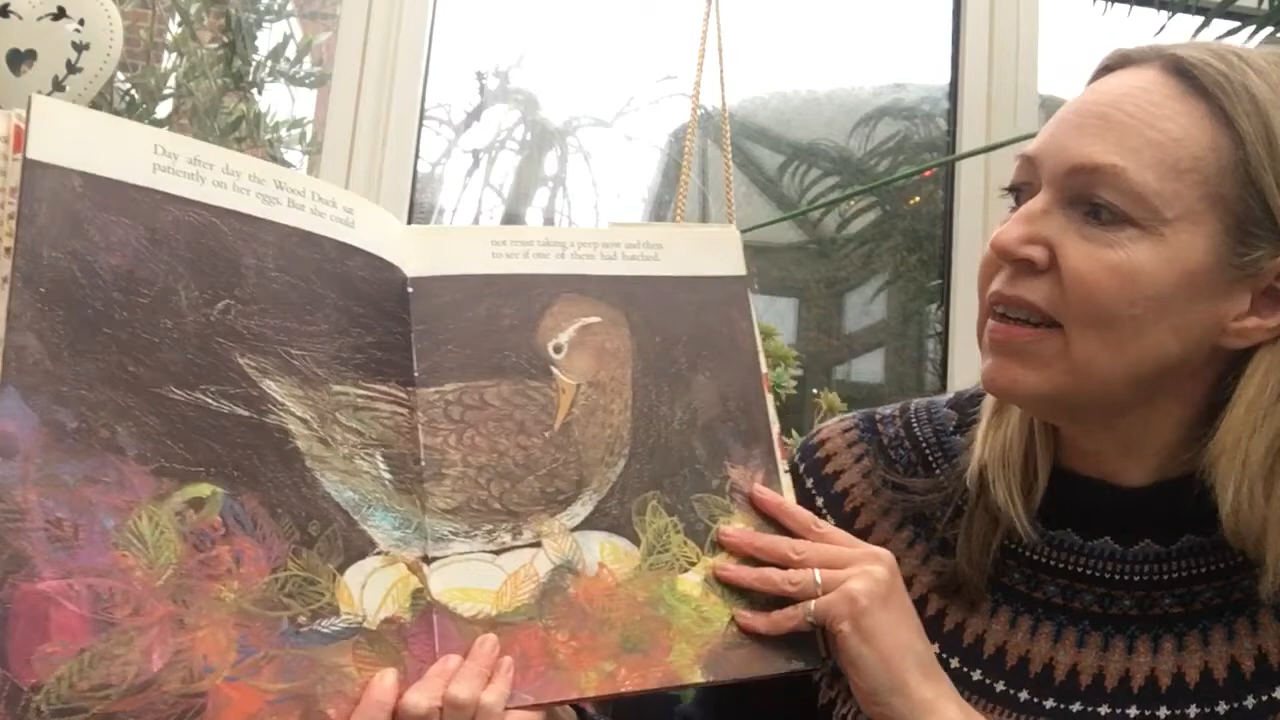 Day after day the Wood Duck sat
patiently on her eggs. But she could
not resist taking a peep now and then
to see if one of them had hatched.